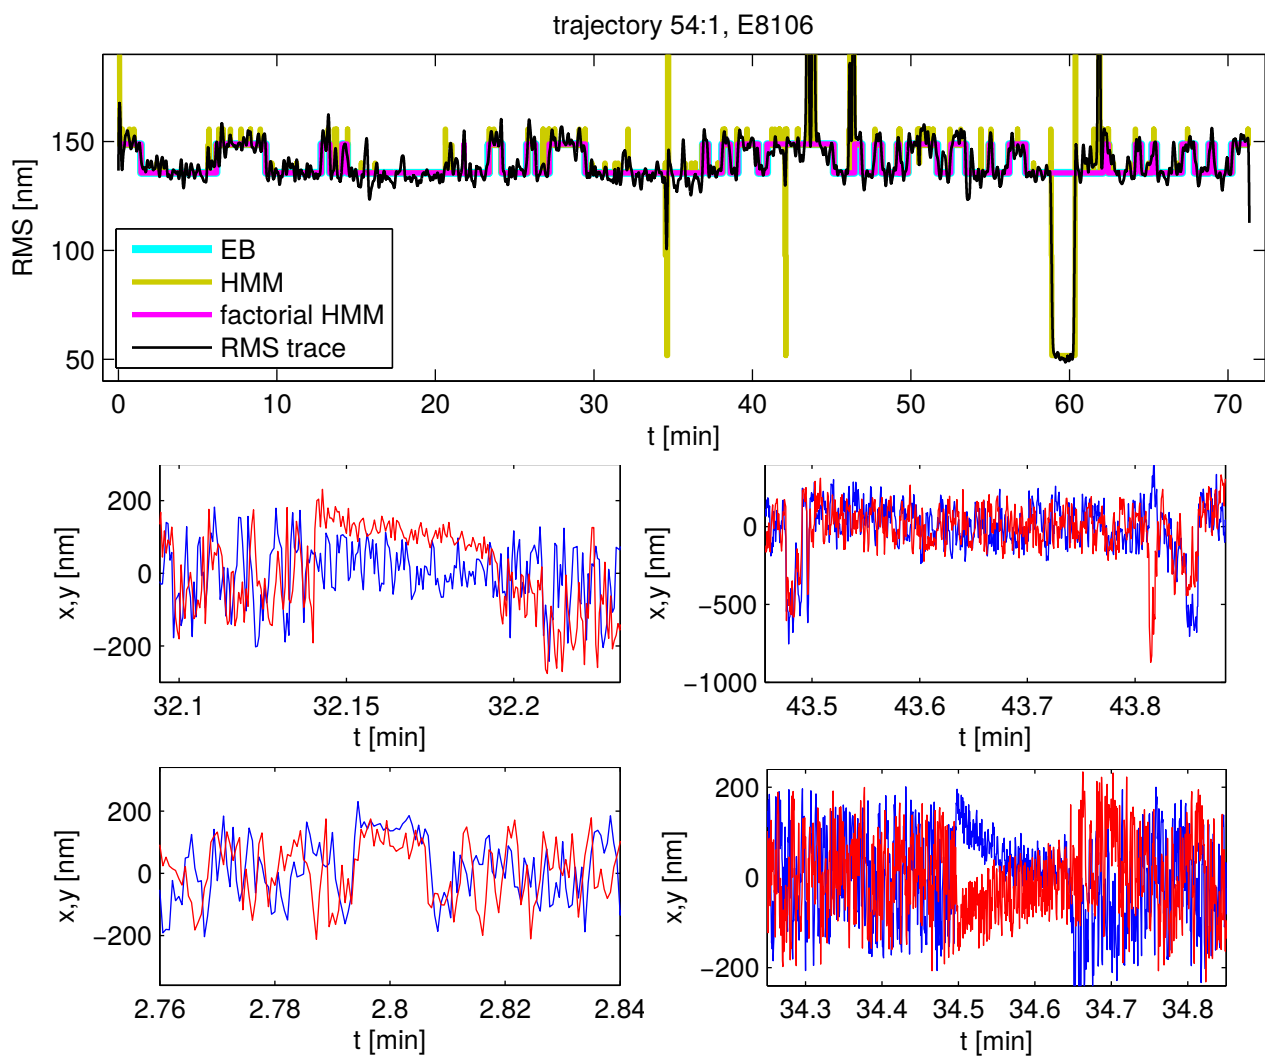 trajectory 54:1, E8106
RMS [nm]
150
100
50
EB
HMM
factorial HMM
RMS trace
0 10 20 30 40 50 60 70
t [min]
x,y [nm]
200
0
−200
32.1 32.15 32.2
t [min]
x,y [nm]
0
−500
−1000
43.5 43.6 43.7 43.8
t [min]
x,y [nm]
200
0
−200
2.76 2.78 2.8 2.82 2.84
t [min]
x,y [nm]
200
0
−200
34.3 34.4 34.5 34.6 34.7 34.8
t [min]